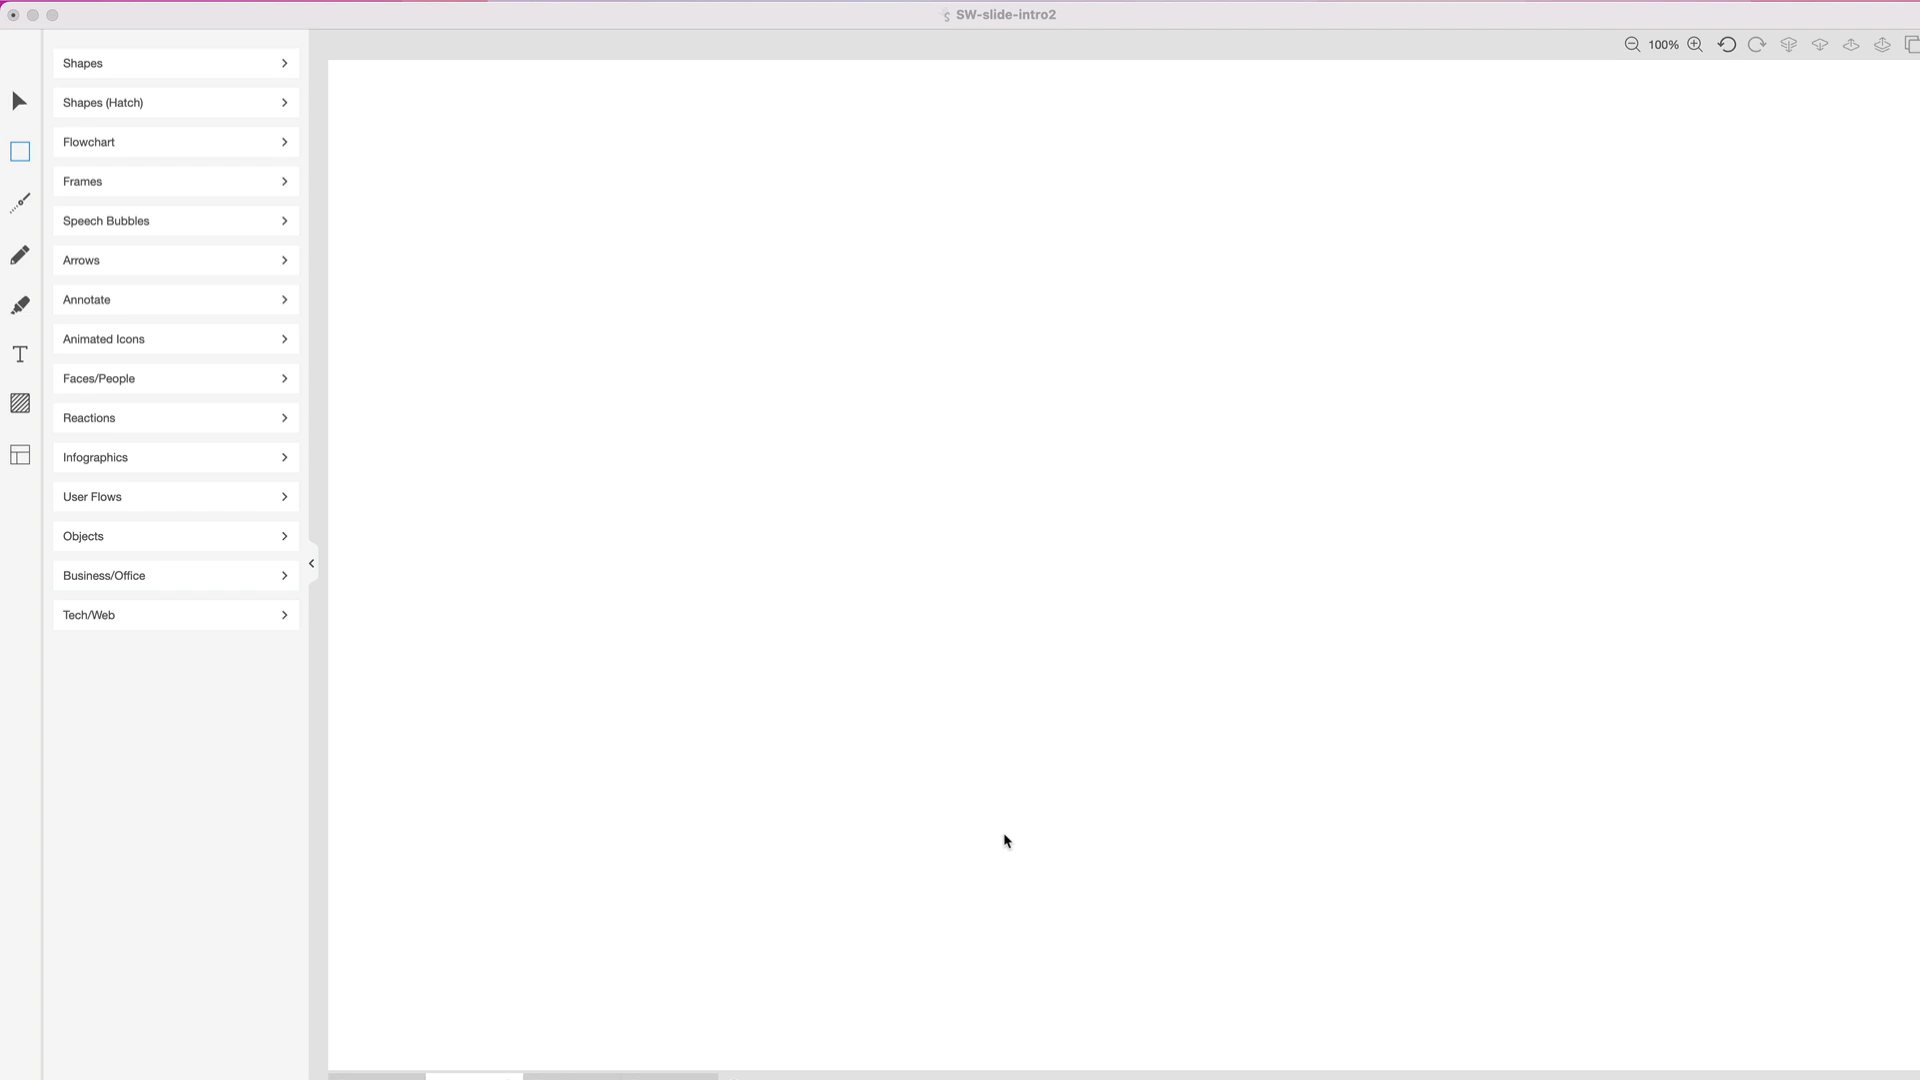 SW-slide-intro2
100%
Shapes
Shapes (Hatch)
Flowchart
Frames
Speech Bubbles
Arrows
Annotate
Animated Icons
Faces/People
Reactions
Infographics
User Flows
Objects
Business/Office
Tech/Web